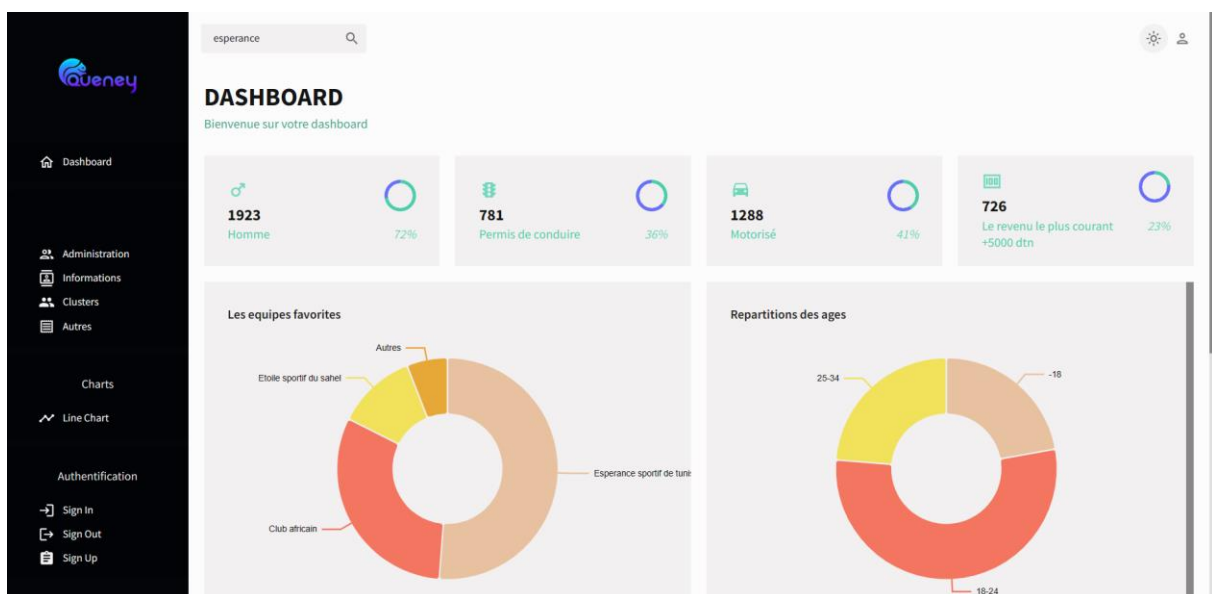 Queney
Dashboard
Administration
Informations
Clusters
Autres
Charts
Line Chart
Authentification
Sign In
Sign Out
Sign Up
esperance
DASHBOARD
Bienvenue sur votre dashboard
1923
Homme
72%
781
Permis de conduire
36%
1288
Motorisé
41%
726
Le revenu le plus courant
+5000 dtn
23%
Les equipes favorites
Autres
Etoile sportif du sahel
Esperance sportif de
Club africain
Repartitions des ages
25-34
-18
18-24